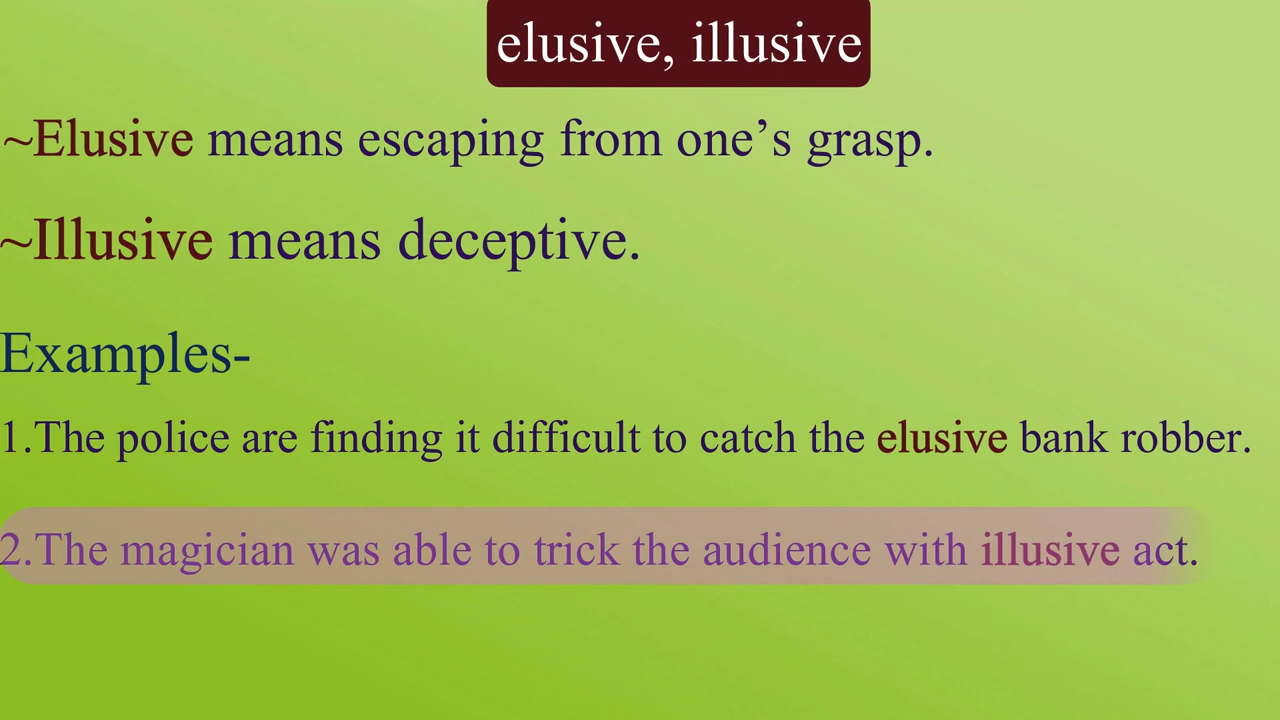 elusive, illusive
~Elusive means escaping from one’s grasp.
~Illusive means deceptive.
Examples-
1.The police are finding it difficult to catch the elusive bank robber.
2.The magician was able to trick the audience with illusive act.